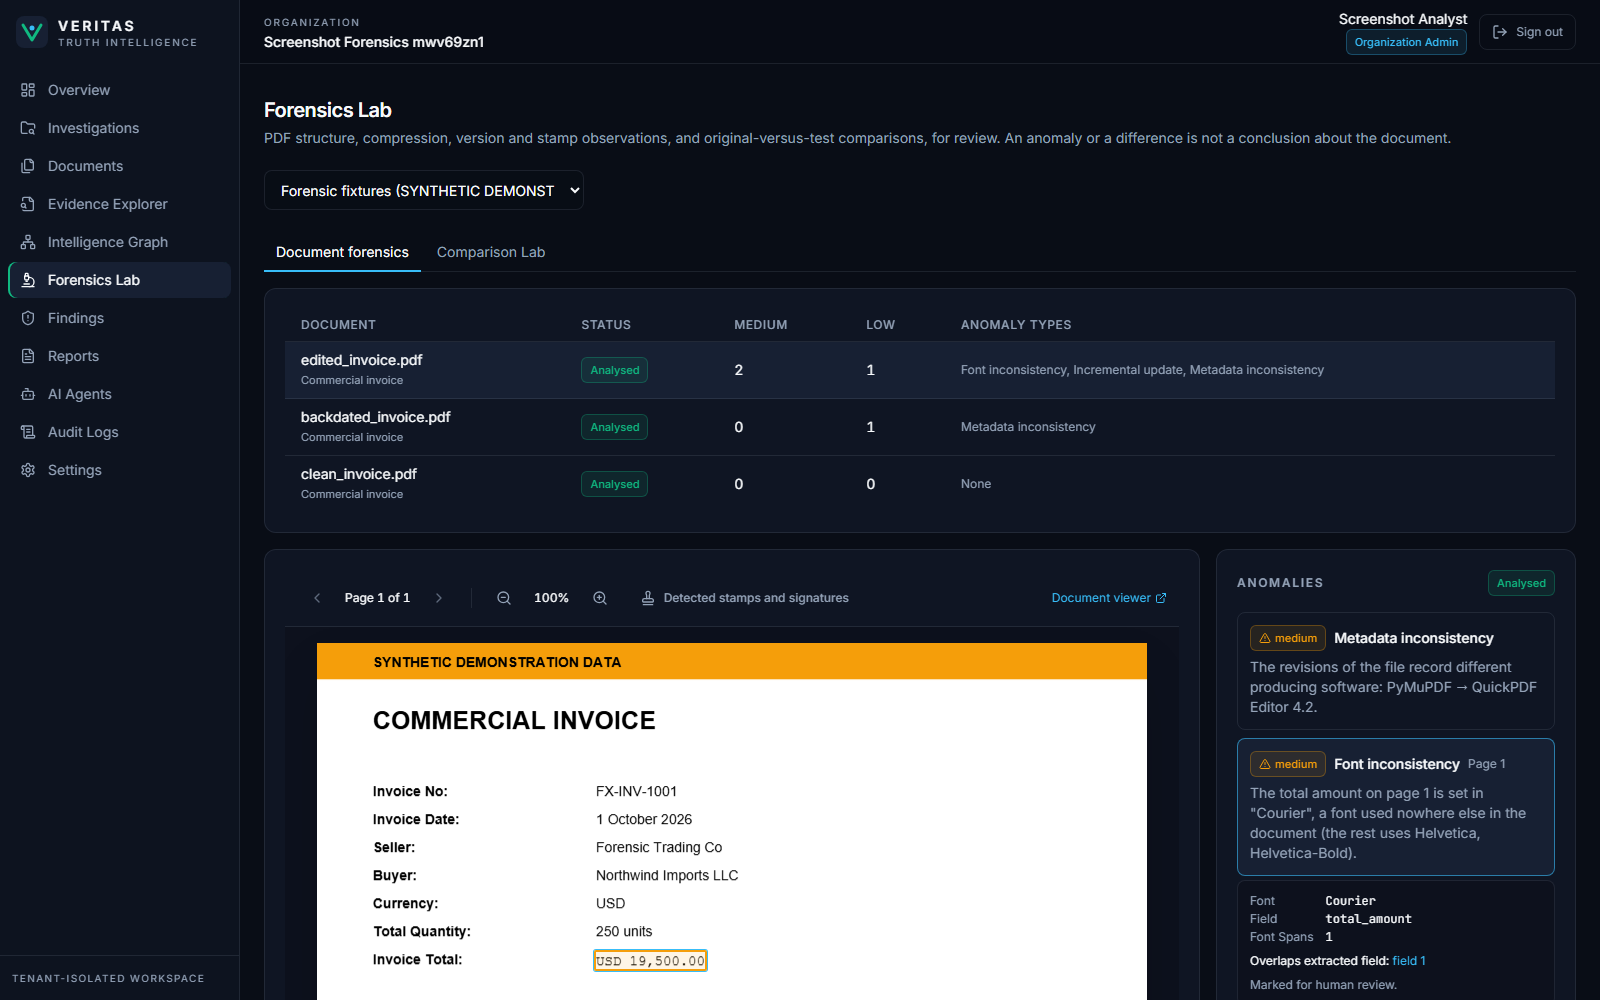 VERITAS
TRUTH INTELLIGENCE
Overview
Investigations
Documents
Evidence Explorer
Intelligence Graph
Forensics Lab
Findings
Reports
AI Agents
Audit Logs
Settings
TENANT-ISOLATED WORKSPACE
ORGANIZATION
Screenshot Forensics mwv69zn1
Screenshot Analyst
Organization Admin
Sign out
Forensics Lab
PDF structure, compression, version and stamp observations, and original-versus-test comparisons, for review. An anomaly or a difference is not a conclusion about the document.
Forensic fixtures (SYNTHETIC DEMONST
Document forensics
Comparison Lab
DOCUMENT STATUS MEDIUM LOW ANOMALY TYPES
edited_invoice.pdf
Commercial invoice
Analysed 2 1 Font inconsistency, Incremental update, Metadata inconsistency
backdated_invoice.pdf
Commercial invoice
Analysed 0 1 Metadata inconsistency
clean_invoice.pdf
Commercial invoice
Analysed 0 0 None
Page 1 of 1
100%
Detected stamps and signatures
Document viewer
SYNTHETIC DEMONSTRATION DATA
COMMERCIAL INVOICE
Invoice No: FX-INV-1001
Invoice Date: 1 October 2026
Seller: Forensic Trading Co
Buyer: Northwind Imports LLC
Currency: USD
Total Quantity: 250 units
Invoice Total: USD 19,500.00
ANOMALIES
Analysed
medium Metadata inconsistency
The revisions of the file record different
producing software: PyMuPDF → QuickPDF
Editor 4.2.
medium Font inconsistency Page 1
The total amount on page 1 is set in
"Courier", a font used nowhere else in the
document (the rest uses Helvetica,
Helvetica-Bold).
Font Courier
Field total_amount
Font Spans 1
Overlaps extracted field: field 1
Marked for human review.